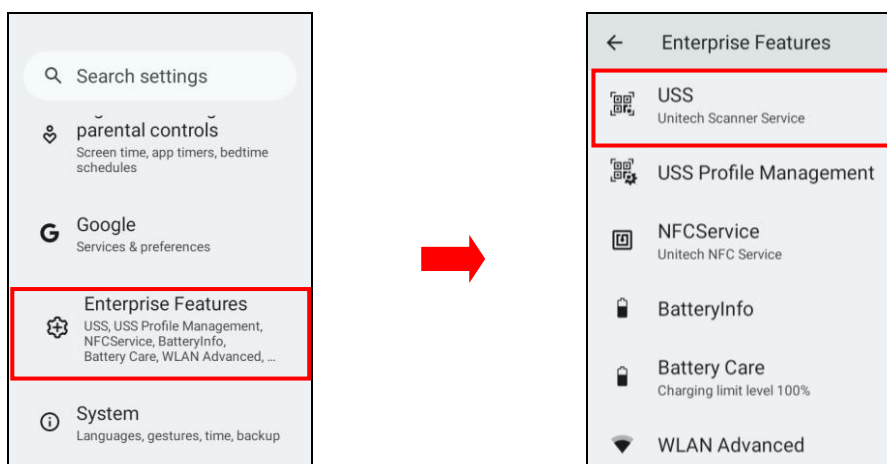 Search settings
parental controls
Screen time, app timers, bedtime
schedules
Google
Services & preferences
Enterprise Features
USS, USS Profile Management,
NFCService, BatteryInfo,
Battery Care, WLAN Advanced, ...
System
Languages, gestures, time, backup
Enterprise Features
USS
Unitech Scanner Service
USS Profile Management
NFCService
Unitech NFC Service
BatteryInfo
Battery Care
Charging limit level 100%
WLAN Advanced